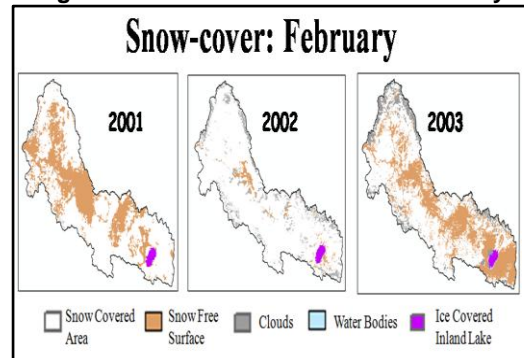 Snow-cover: February
2001
2002
2003
Snow Covered Area
Snow Free Surface
Clouds
Water Bodies
Ice Covered Inland Lake